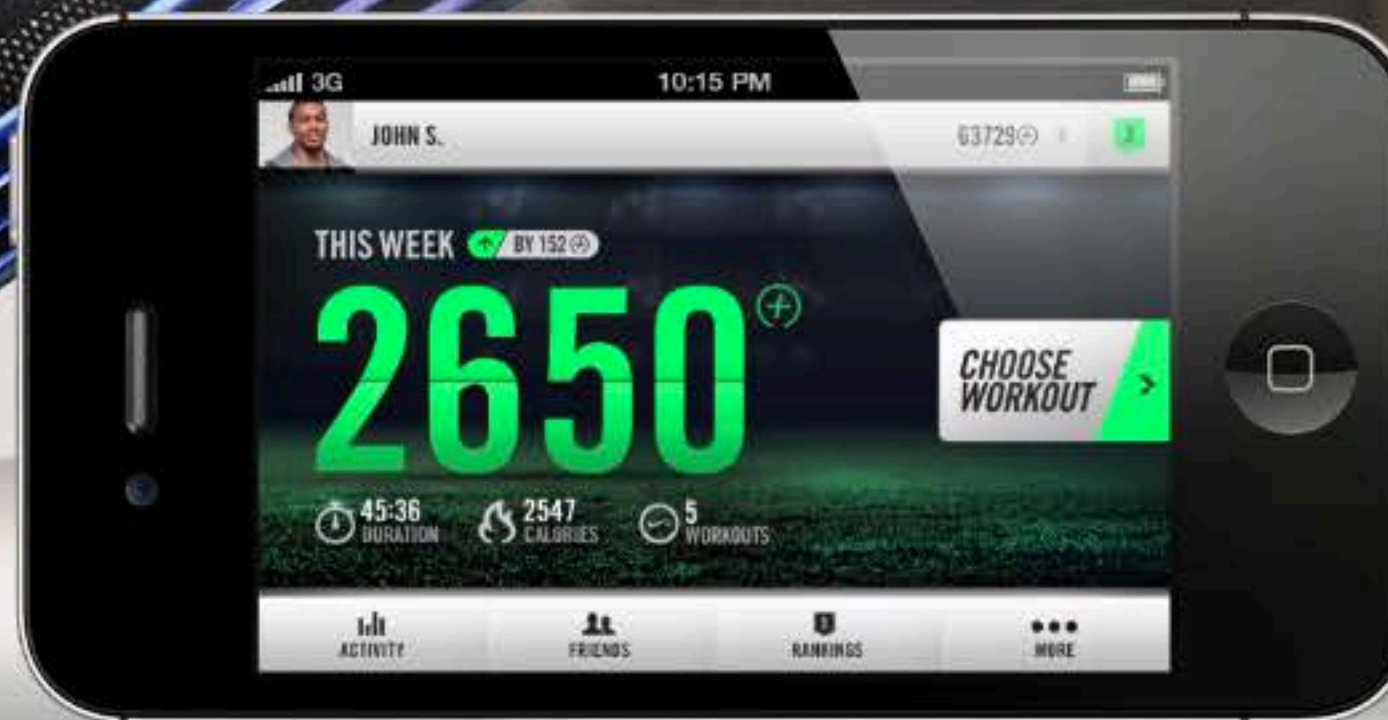 3G
10:15 PM
JOHN S.
63729
THIS WEEK
BY 152
2650
CHOOSE
WORKOUT
45:36
DURATION
2547
CALORIES
5
WORKOUTS
ACTIVITY
FRIENDS
RANKINGS
MORE